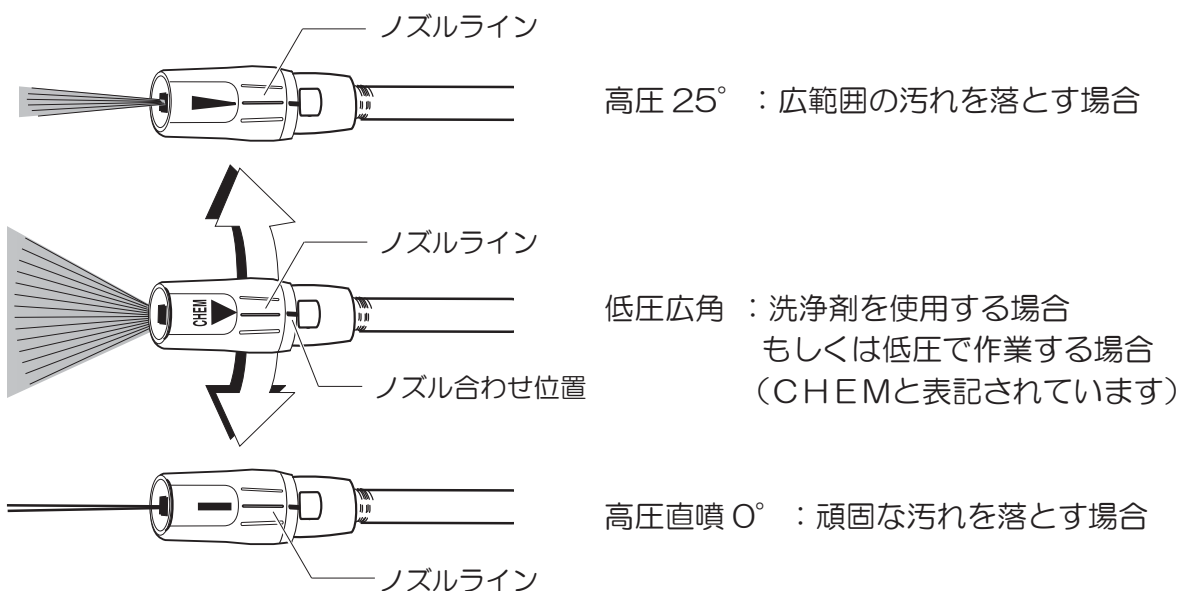 ノズルライン
高圧25° ：広範囲の汚れを落とす場合
ノズルライン
CHEM
低圧広角 ：洗浄剤を使用する場合
もしくは低圧で作業する場合
ノズル合わせ位置
（CHEMと表記されています）
高圧直噴0° ：頑固な汚れを落とす場合
ノズルライン